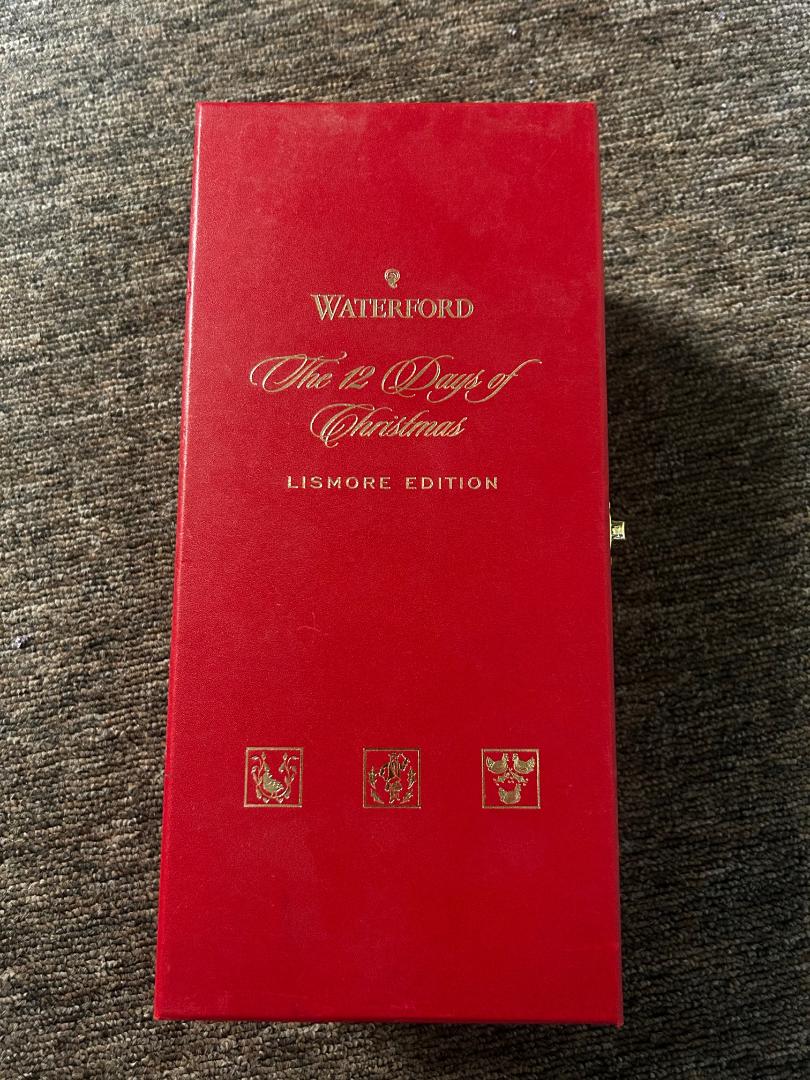 WATERFORD
The 12 Days of
Christmas
LISMORE EDITION